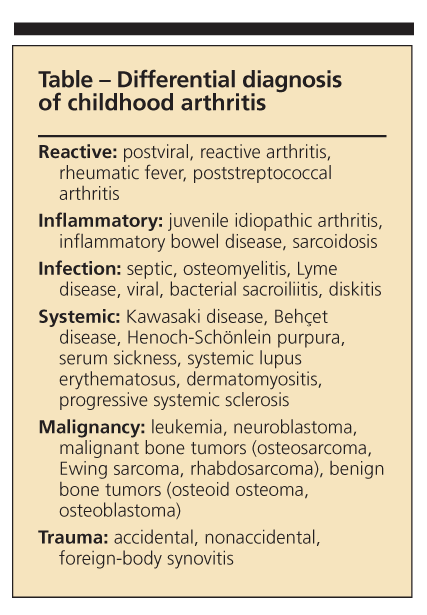 Table – Differential diagnosis
of childhood arthritis
Reactive: postviral, reactive arthritis,
rheumatic fever, poststreptococcal
arthritis
Inflammatory: juvenile idiopathic arthritis,
inflammatory bowel disease, sarcoidosis
Infection: septic, osteomyelitis, Lyme
disease, viral, bacterial sacroiliitis, diskitis
Systemic: Kawasaki disease, Behçet
disease, Henoch-Schönlein purpura,
serum sickness, systemic lupus
erythematosus, dermatomyositis,
progressive systemic sclerosis
Malignancy: leukemia, neuroblastoma,
malignant bone tumors (osteosarcoma,
Ewing sarcoma, rhabdosarcoma), benign
bone tumors (osteoid osteoma,
osteoblastoma)
Trauma: accidental, nonaccidental,
foreign-body synovitis